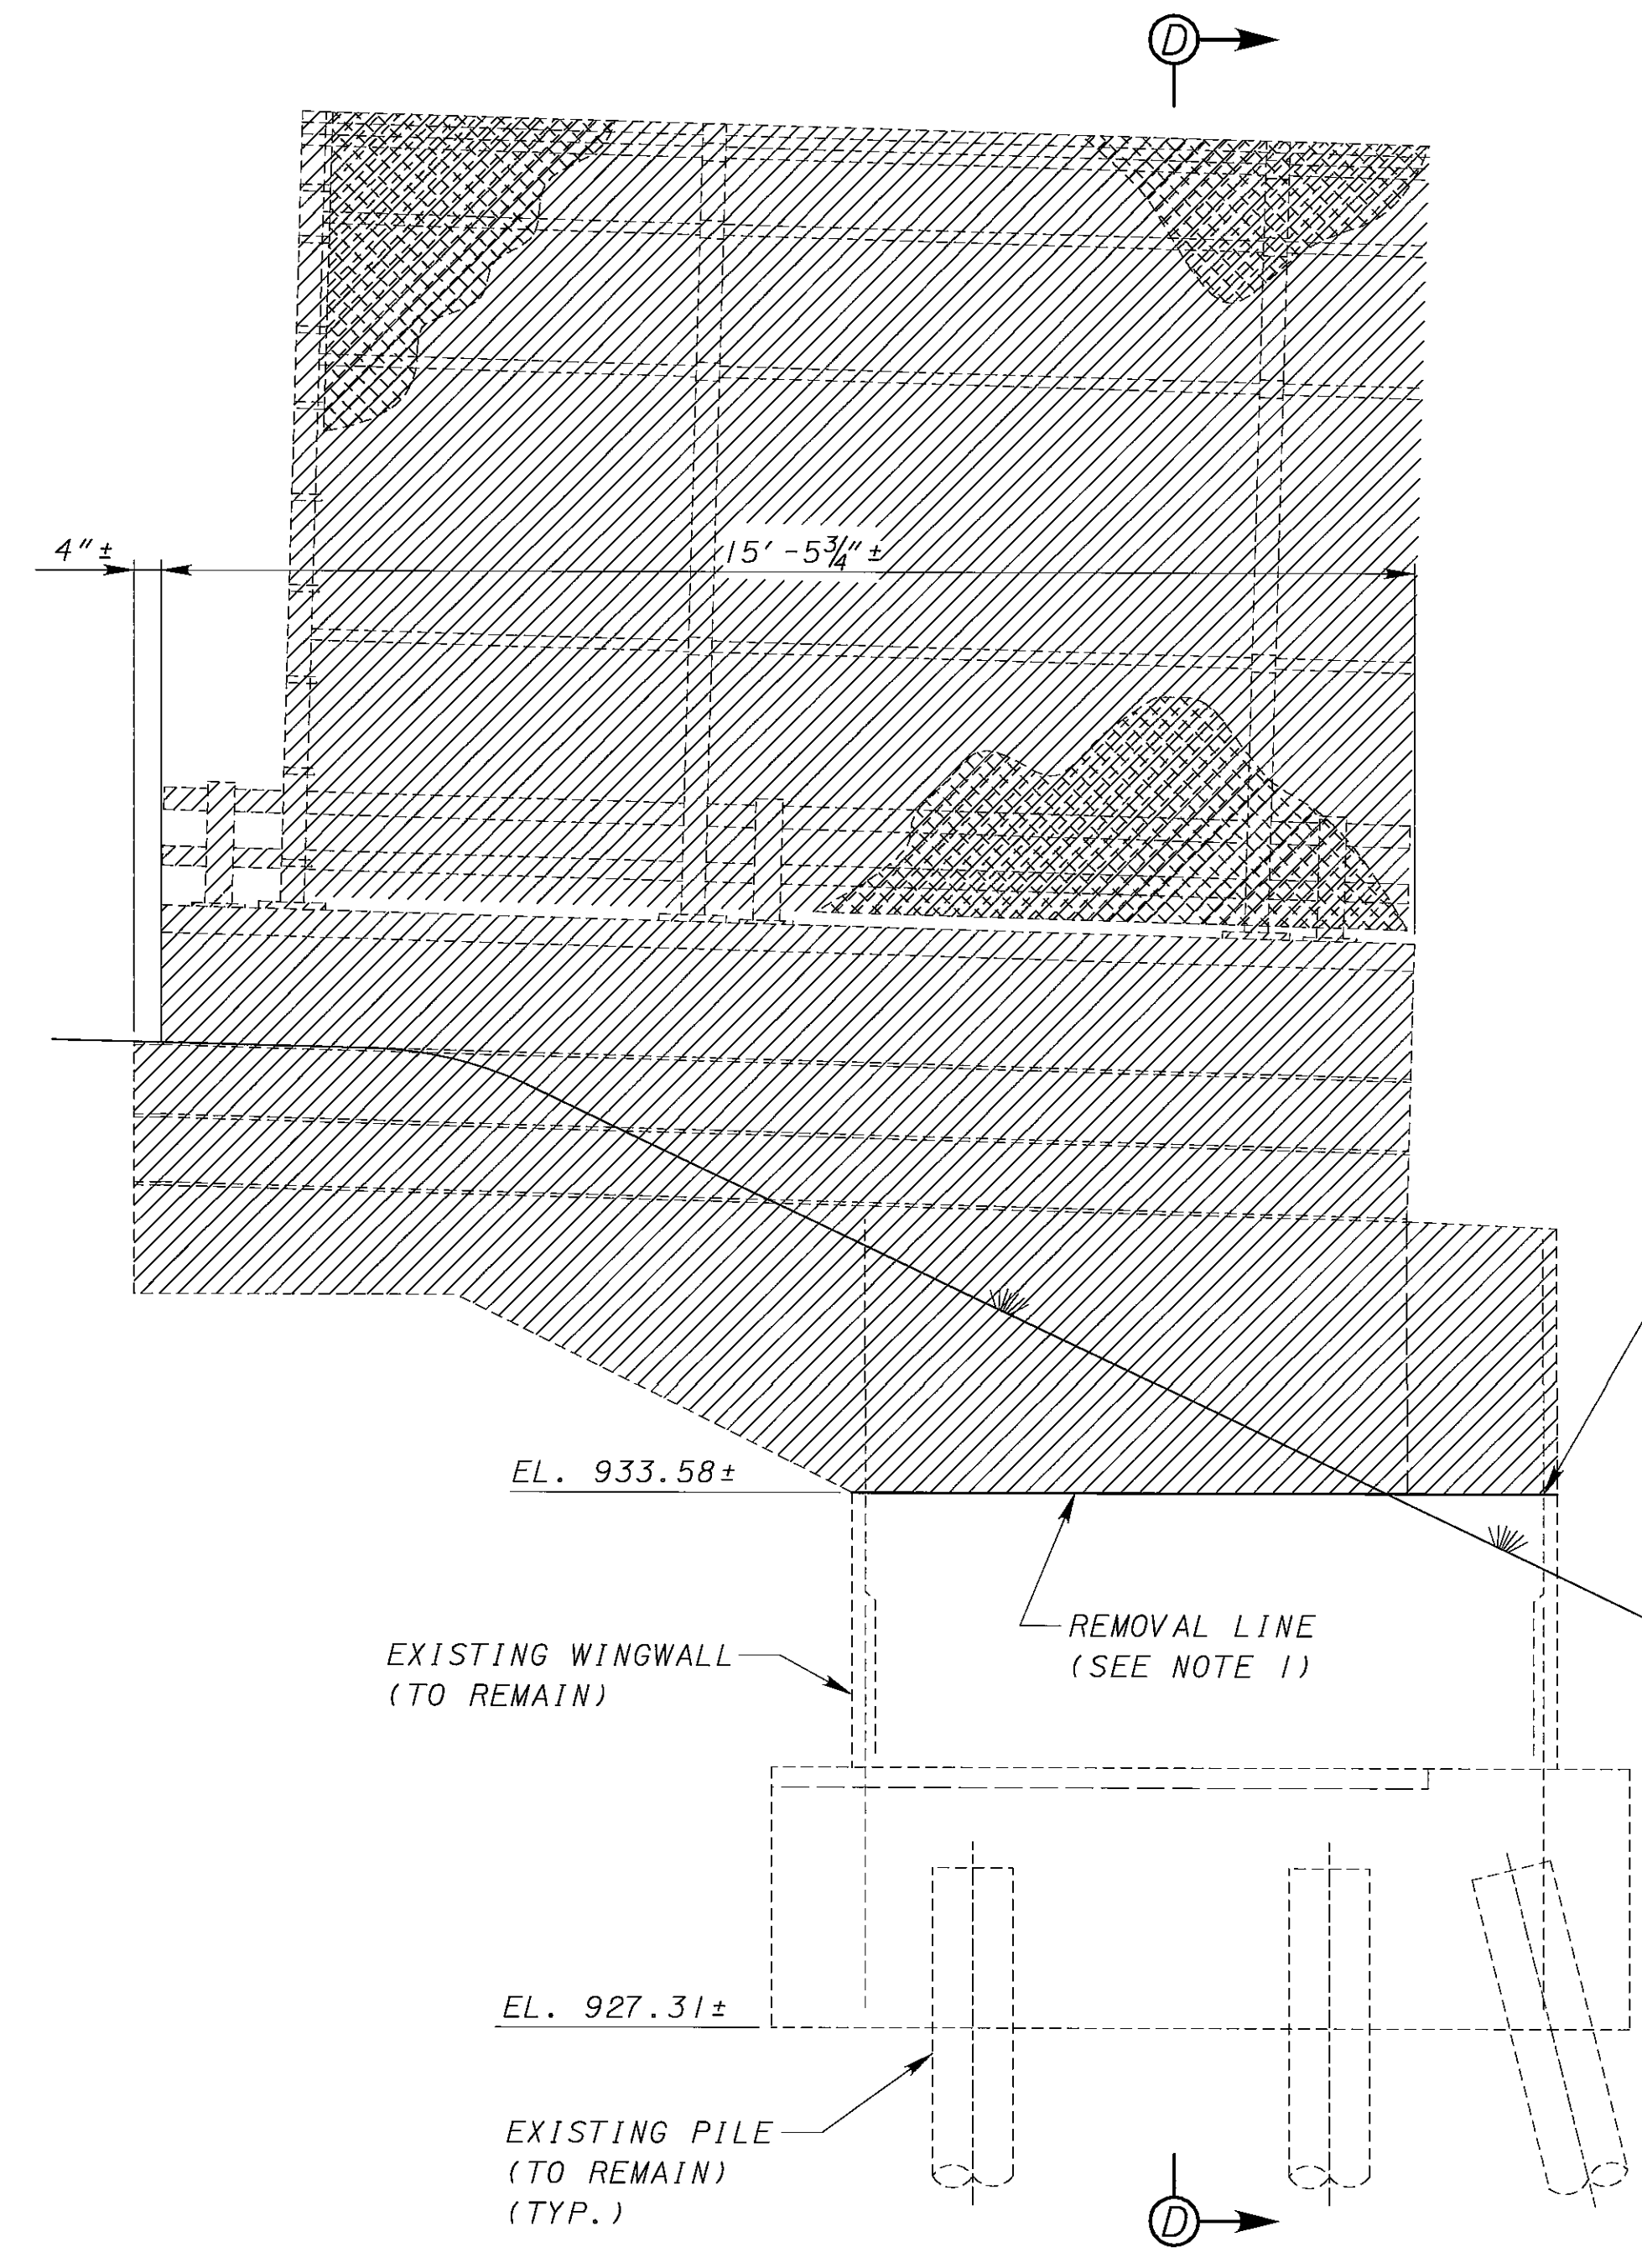 D
4"±
15'-5¾"±
EL. 933.58±
REMOVAL LINE
(SEE NOTE 1)
EXISTING WINGWALL
(TO REMAIN)
EL. 927.31±
EXISTING PILE
(TO REMAIN)
(TYP.)
D